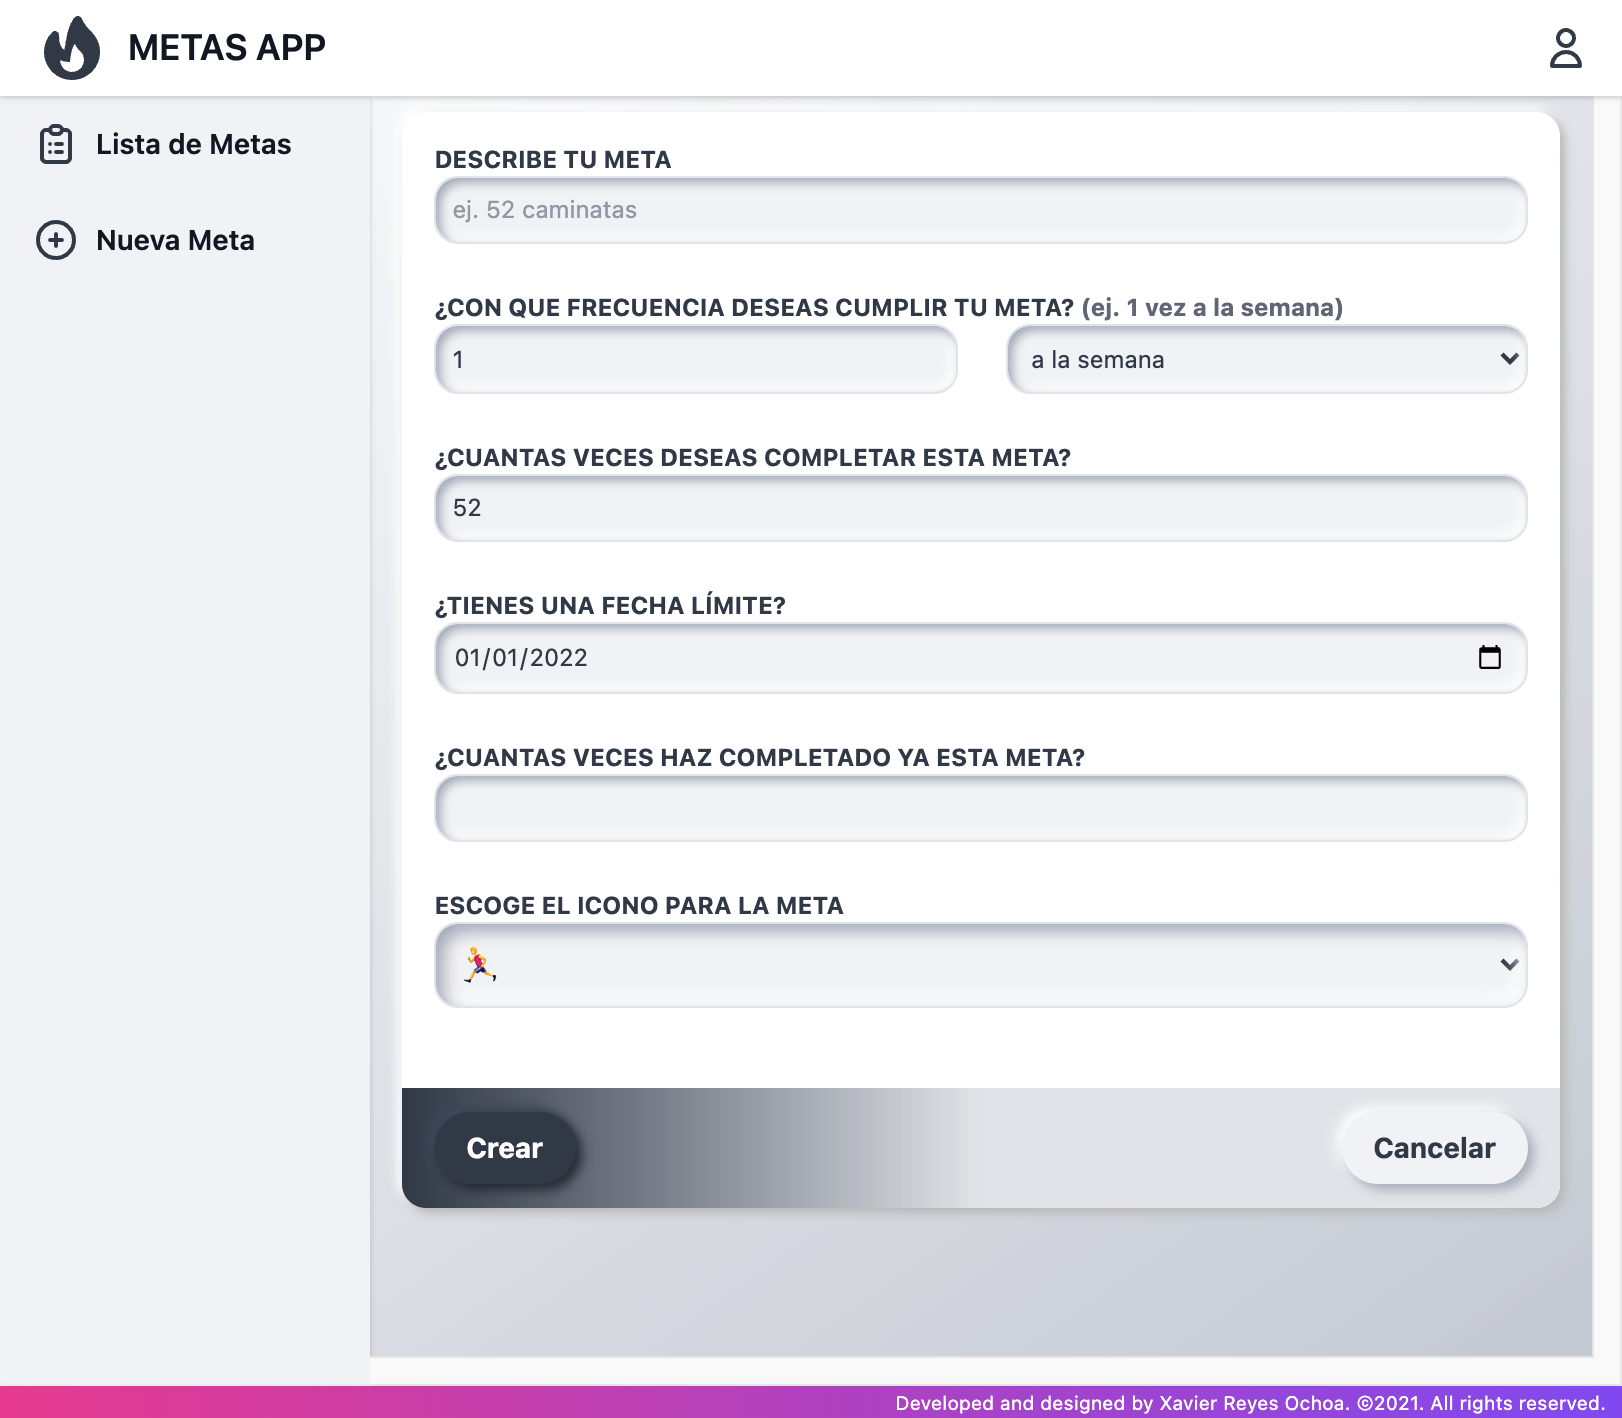 METAS APP
Lista de Metas
Nueva Meta
DESCRIBE TU META
ej. 52 caminatas
¿CON QUE FRECUENCIA DESEAS CUMPLIR TU META? (ej. 1 vez a la semana)
1
a la semana
¿CUANTAS VECES DESEAS COMPLETAR ESTA META?
52
¿TIENES UNA FECHA LÍMITE?
01/01/2022
¿CUANTAS VECES HAZ COMPLETADO YA ESTA META?
ESCOGE EL ICONO PARA LA META
Crear
Cancelar
Developed and designed by Xavier Reyes Ochoa. ©2021. All rights reserved.